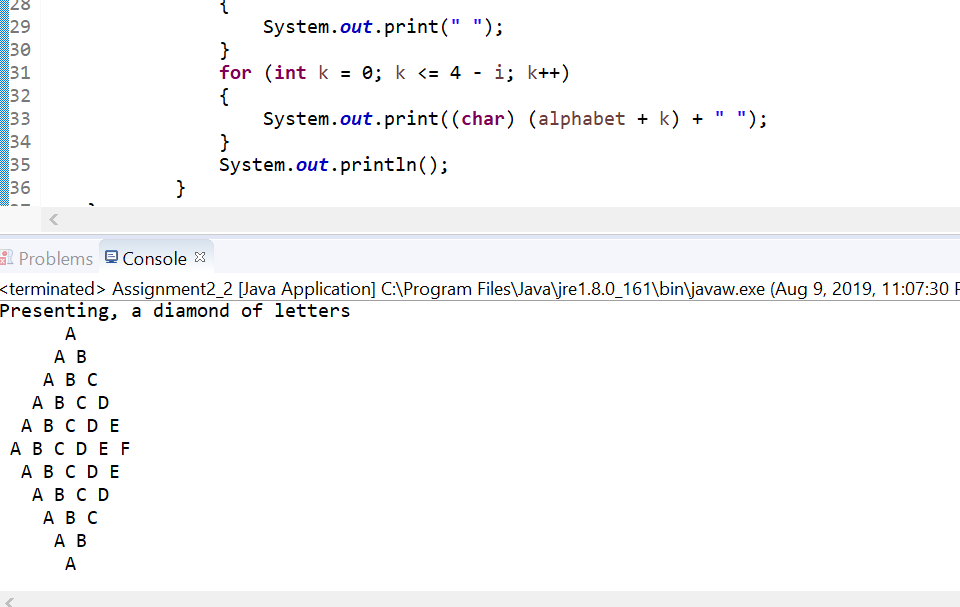 28 {
29 System.out.print(" ");
30 }
31 for (int k = 0; k <= 4 - i; k++)
32 {
33 System.out.print((char) (alphabet + k) + " ");
34 }
35 System.out.println();
36 }
Problems Console
<terminated> Assignment2_2 [Java Application] C:\Program Files\Java\jre1.8.0_161\bin\javaw.exe (Aug 9, 2019, 11:07:30
Presenting, a diamond of letters
A
A B
A B C
A B C D
A B C D E
A B C D E F
A B C D E
A B C D
A B C
A B
A